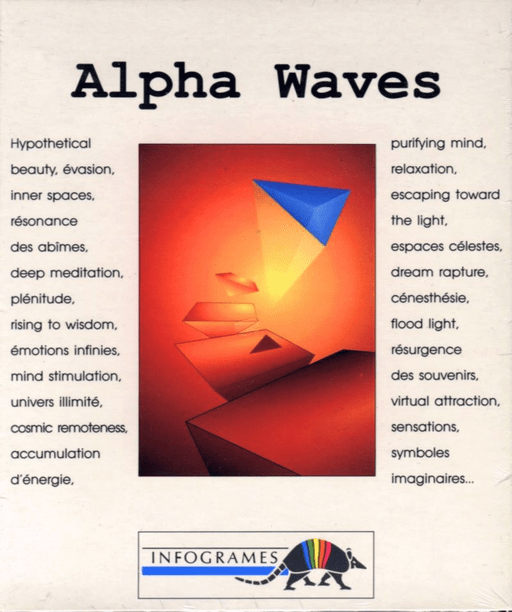 Alpha Waves
Hypothetical
beauty, évasion,
inner spaces,
résonance
des abîmes,
deep meditation,
plénitude,
rising to wisdom,
émotions infinies,
mind stimulation,
univers illimité,
cosmic remoteness,
accumulation
d'énergie,
purifying mind,
relaxation,
escaping toward
the light,
espaces célestes,
dream rapture,
cénesthésie,
flood light,
résurgence
des souvenirs,
virtual attraction,
sensations,
symboles
imaginaires...
INFOGRAMES